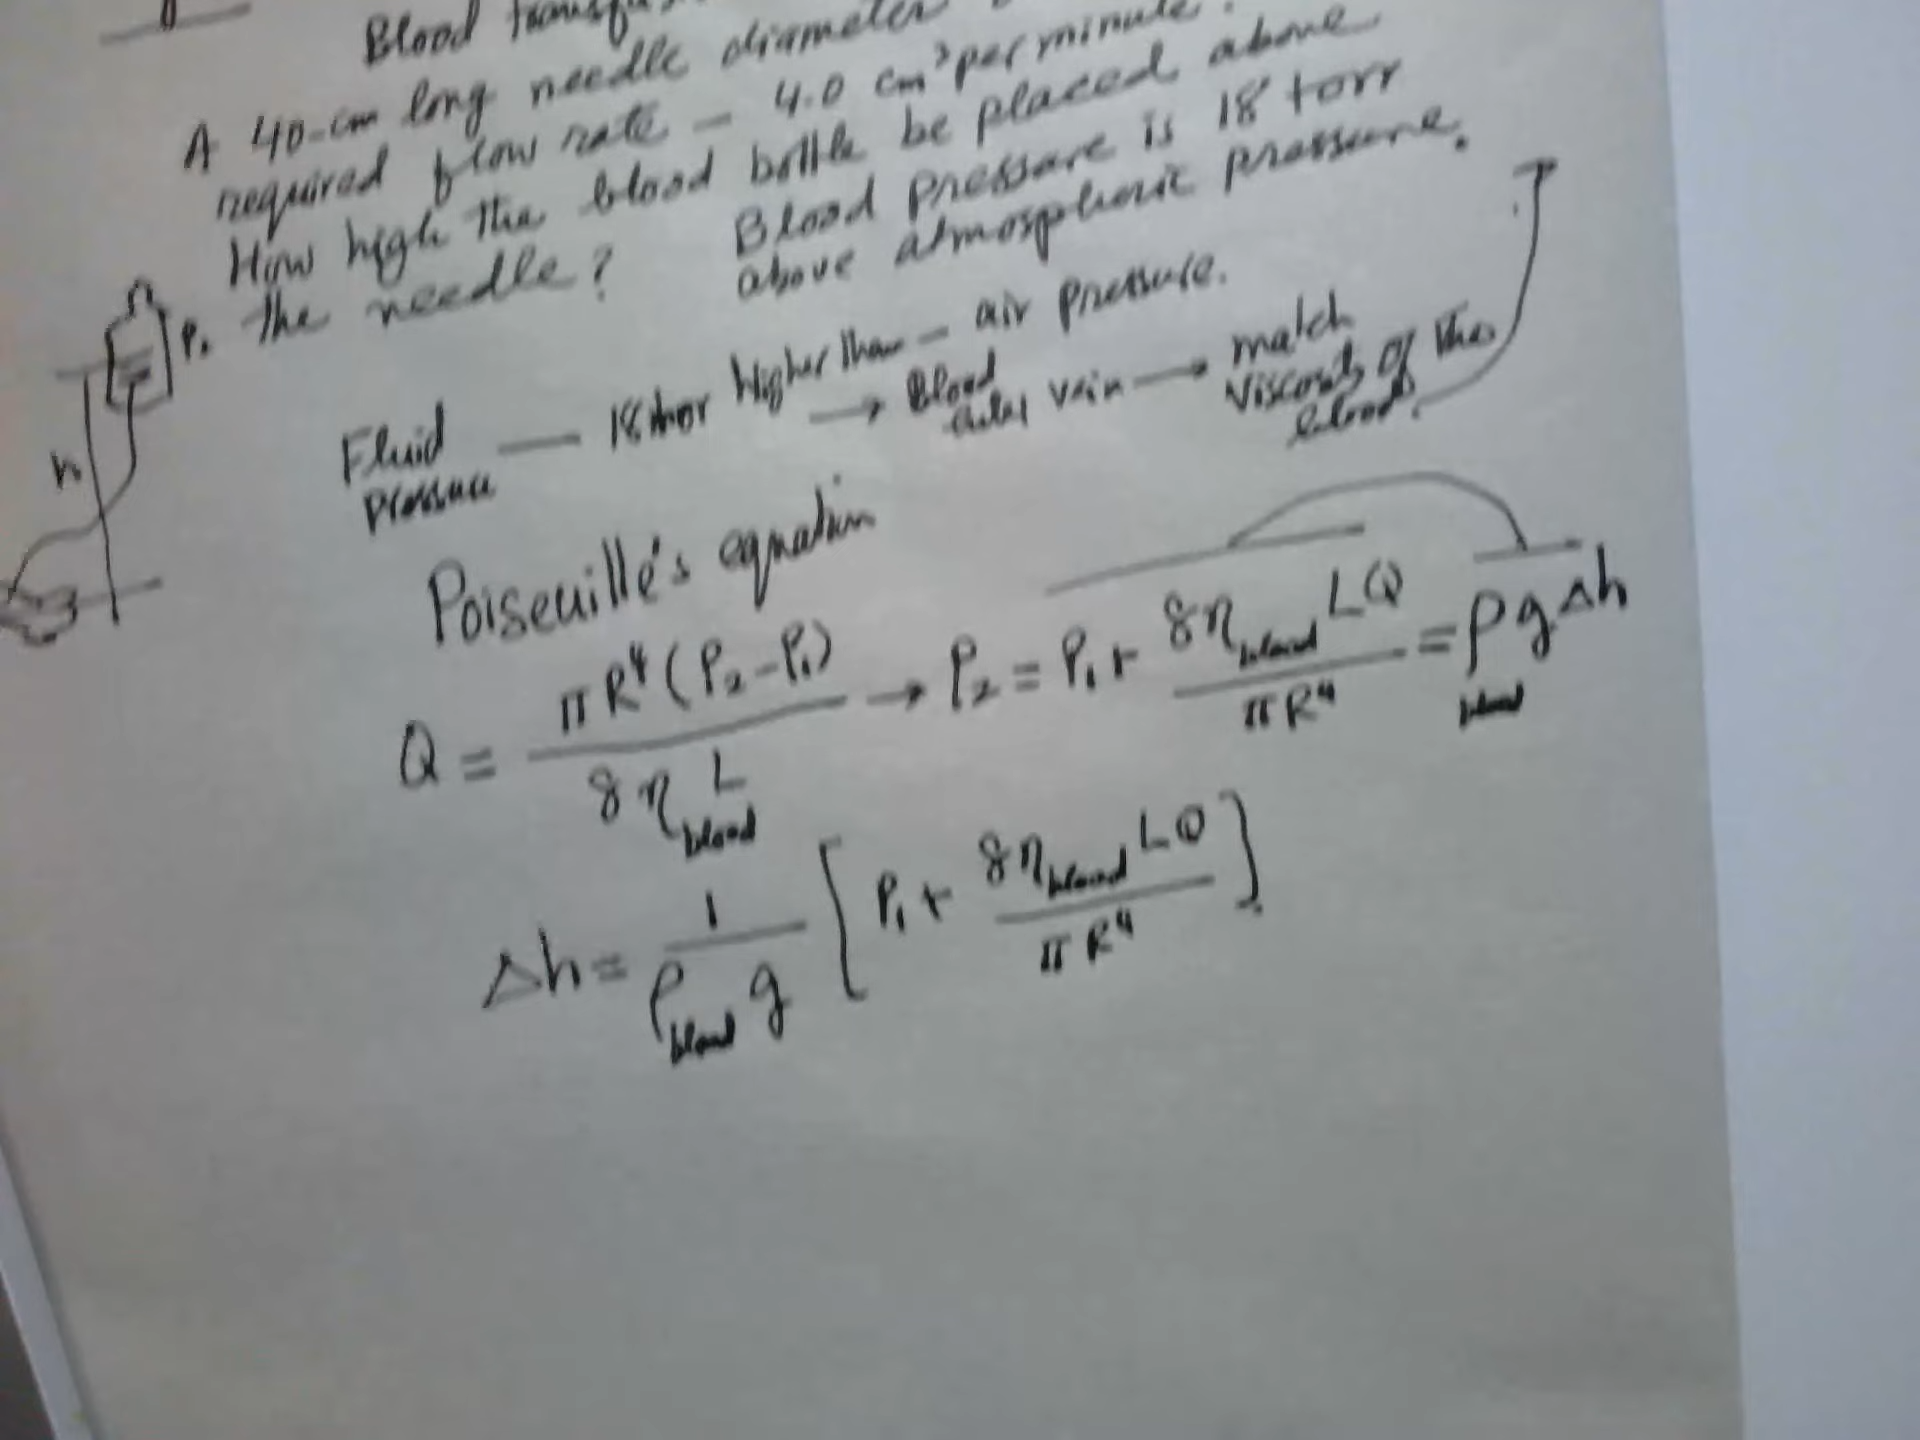 Blood
A 40-cm long needle diameter
required flow rate - 4.0 cm³ per minute.
How high the blood bottle be placed above
the needle? Blood pressure is 18 torr
above atmospheric pressure.
P₁
h
Fluid pressure — 18 torr higher than - air pressure.
→ Blood vein → match viscosity of the blood.
Poiseuille's equation
Q = πR⁴(P₂-P₁) / 8η_blood L → P₂ = P₁ + 8η_blood LQ / πR⁴ = ρ_blood gΔh
Δh = 1 / ρ_blood g [P₁ + 8η_blood LQ / πR⁴]